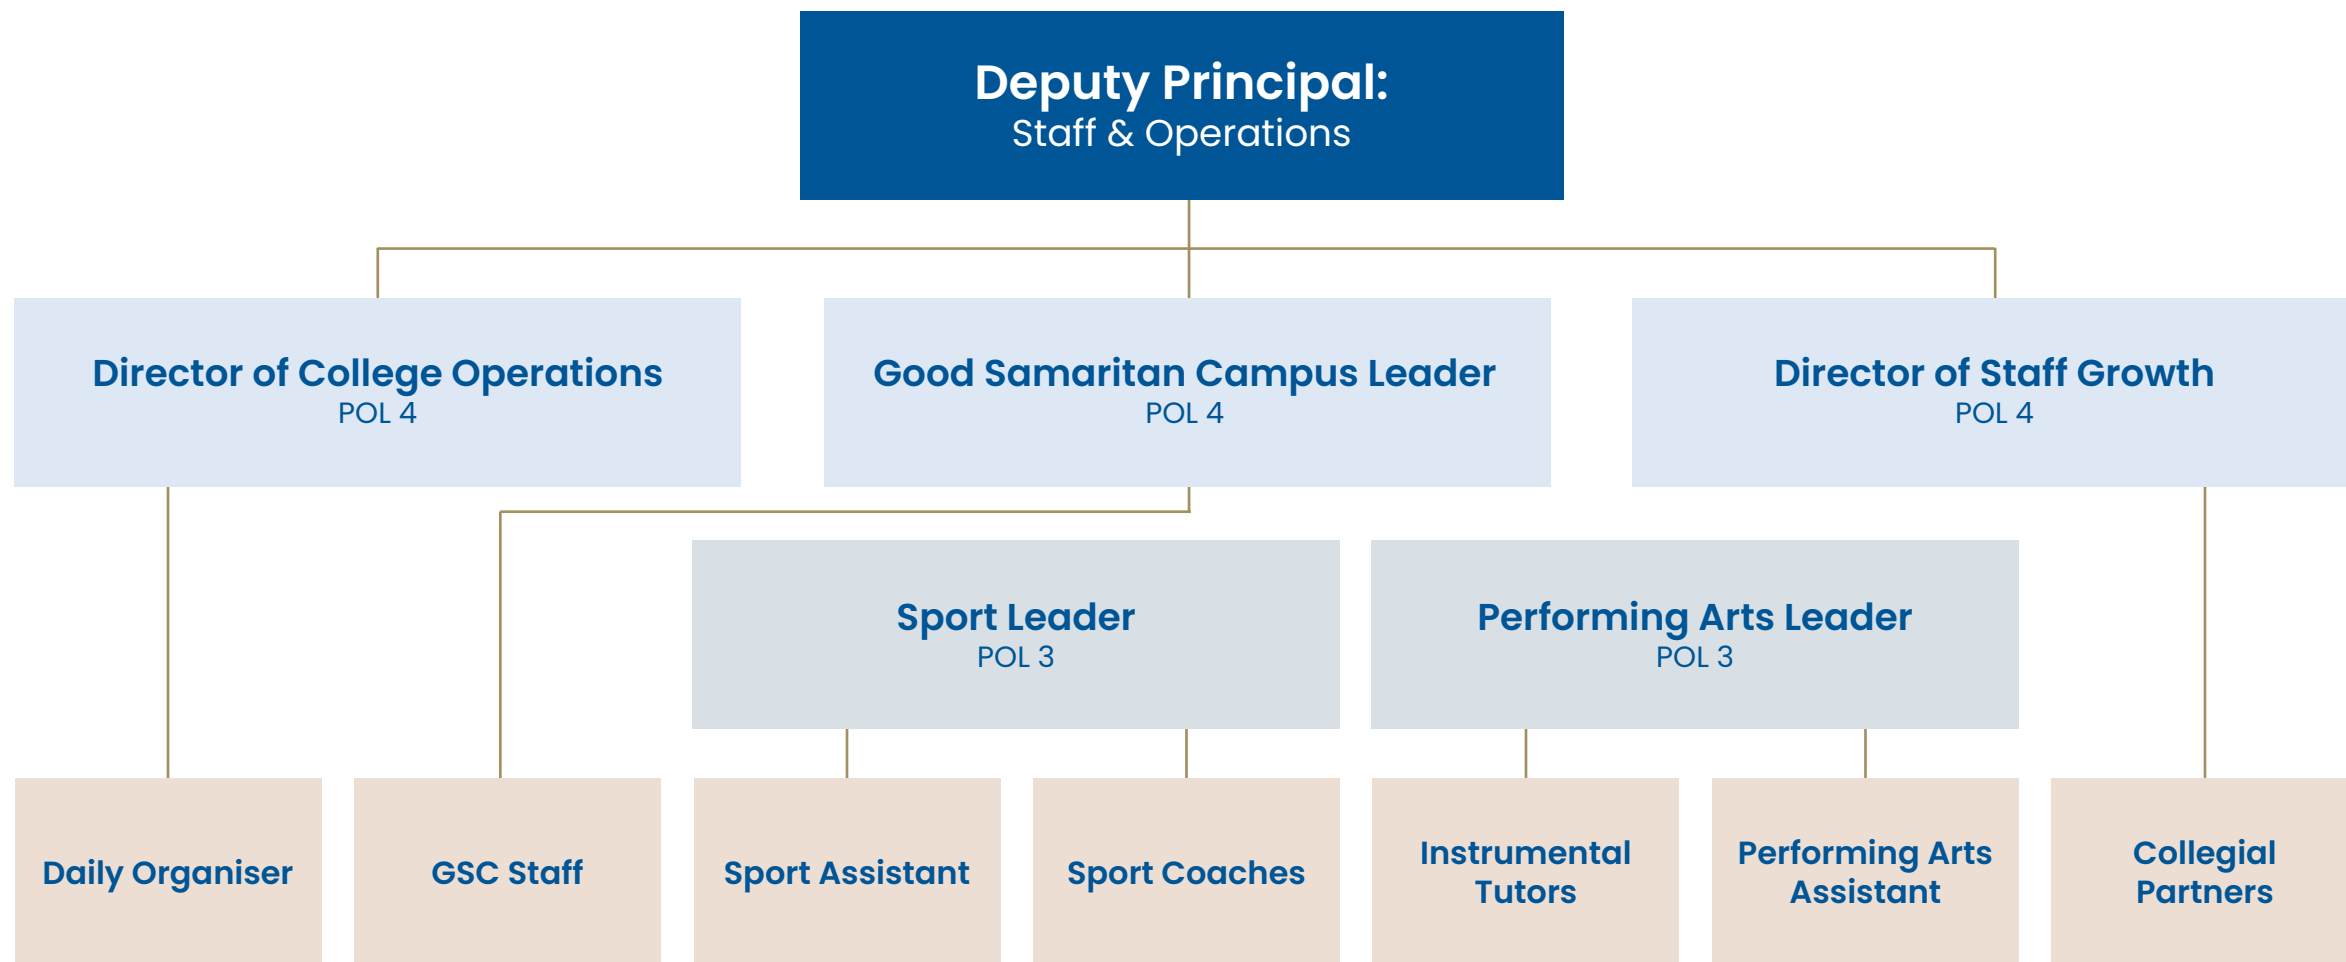 Deputy Principal:
Staff & Operations
Director of College Operations
POL 4
Good Samaritan Campus Leader
POL 4
Director of Staff Growth
POL 4
Sport Leader
POL 3
Performing Arts Leader
POL 3
Daily Organiser
GSC Staff
Sport Assistant
Sport Coaches
Instrumental
Tutors
Performing Arts
Assistant
Collegial
Partners